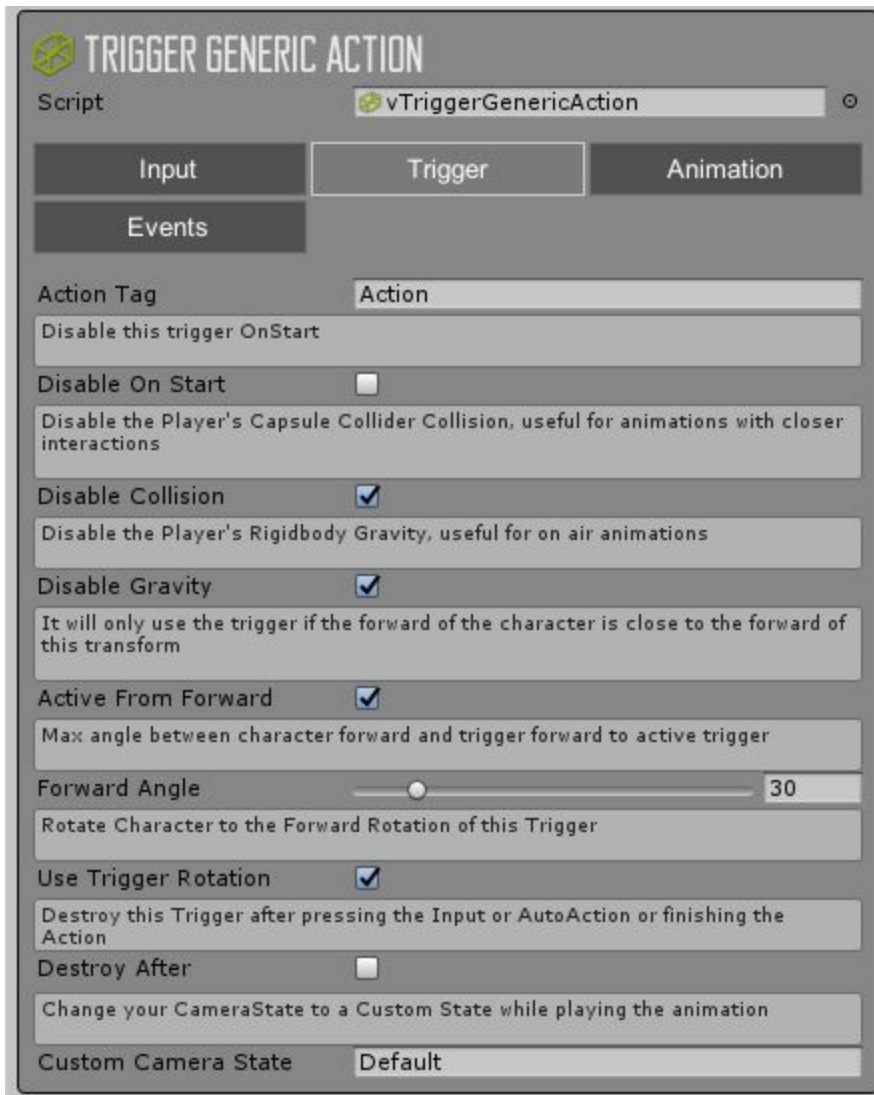 TRIGGER GENERIC ACTION
Script vTriggerGenericAction
Input Trigger Animation
Events
Action Tag Action
Disable this trigger OnStart
Disable On Start
Disable the Player's Capsule Collider Collision, useful for animations with closer
interactions
Disable Collision
Disable the Player's Rigidbody Gravity, useful for on air animations
Disable Gravity
It will only use the trigger if the forward of the character is close to the forward of
this transform
Active From Forward
Max angle between character forward and trigger forward to active trigger
Forward Angle 30
Rotate Character to the Forward Rotation of this Trigger
Use Trigger Rotation
Destroy this Trigger after pressing the Input or AutoAction or finishing the
Action
Destroy After
Change your CameraState to a Custom State while playing the animation
Custom Camera State Default